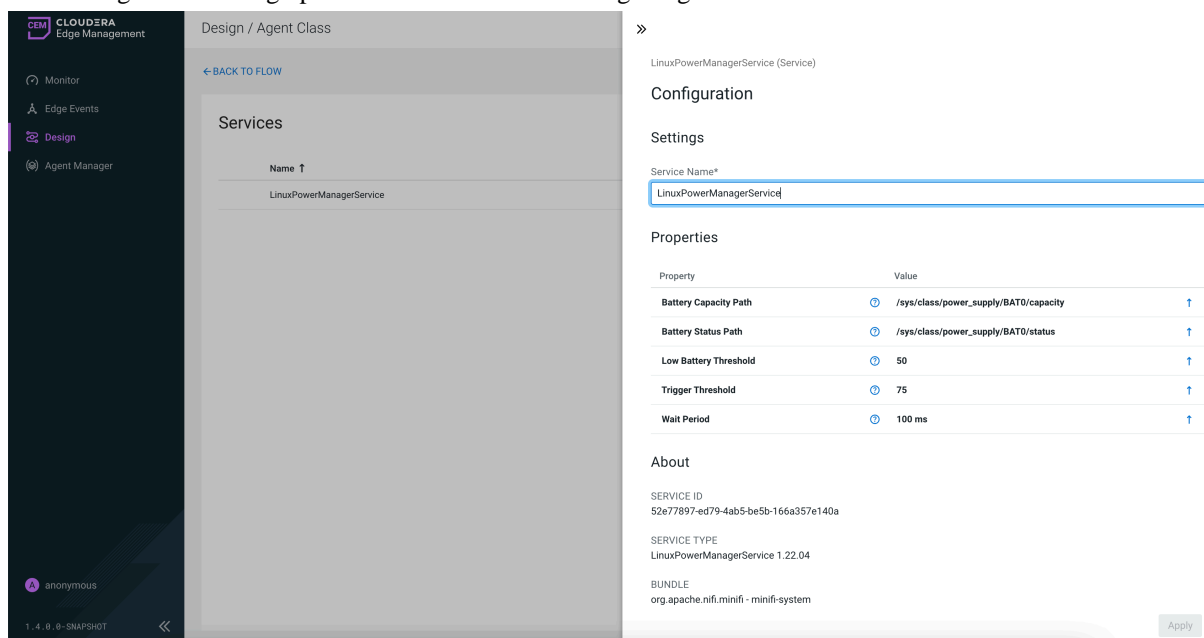 CEM CLOUDERA
Edge Management
Monitor
Edge Events
Design
Agent Manager
A anonymous
1.4.0.0-SNAPSHOT
Design / Agent Class
BACK TO FLOW
Services
Name
LinuxPowerManagerService
LinuxPowerManagerService (Service)
Configuration
Settings
Service Name*
LinuxPowerManagerService
Properties
Property Value
Battery Capacity Path /sys/class/power_supply/BAT0/capacity
Battery Status Path /sys/class/power_supply/BAT0/status
Low Battery Threshold 50
Trigger Threshold 75
Wait Period 100 ms
About
SERVICE ID
52e77897-ed79-4ab5-be5b-166a357e140a
SERVICE TYPE
LinuxPowerManagerService 1.22.04
BUNDLE
org.apache.nifi.minifi - minifi-system
Apply